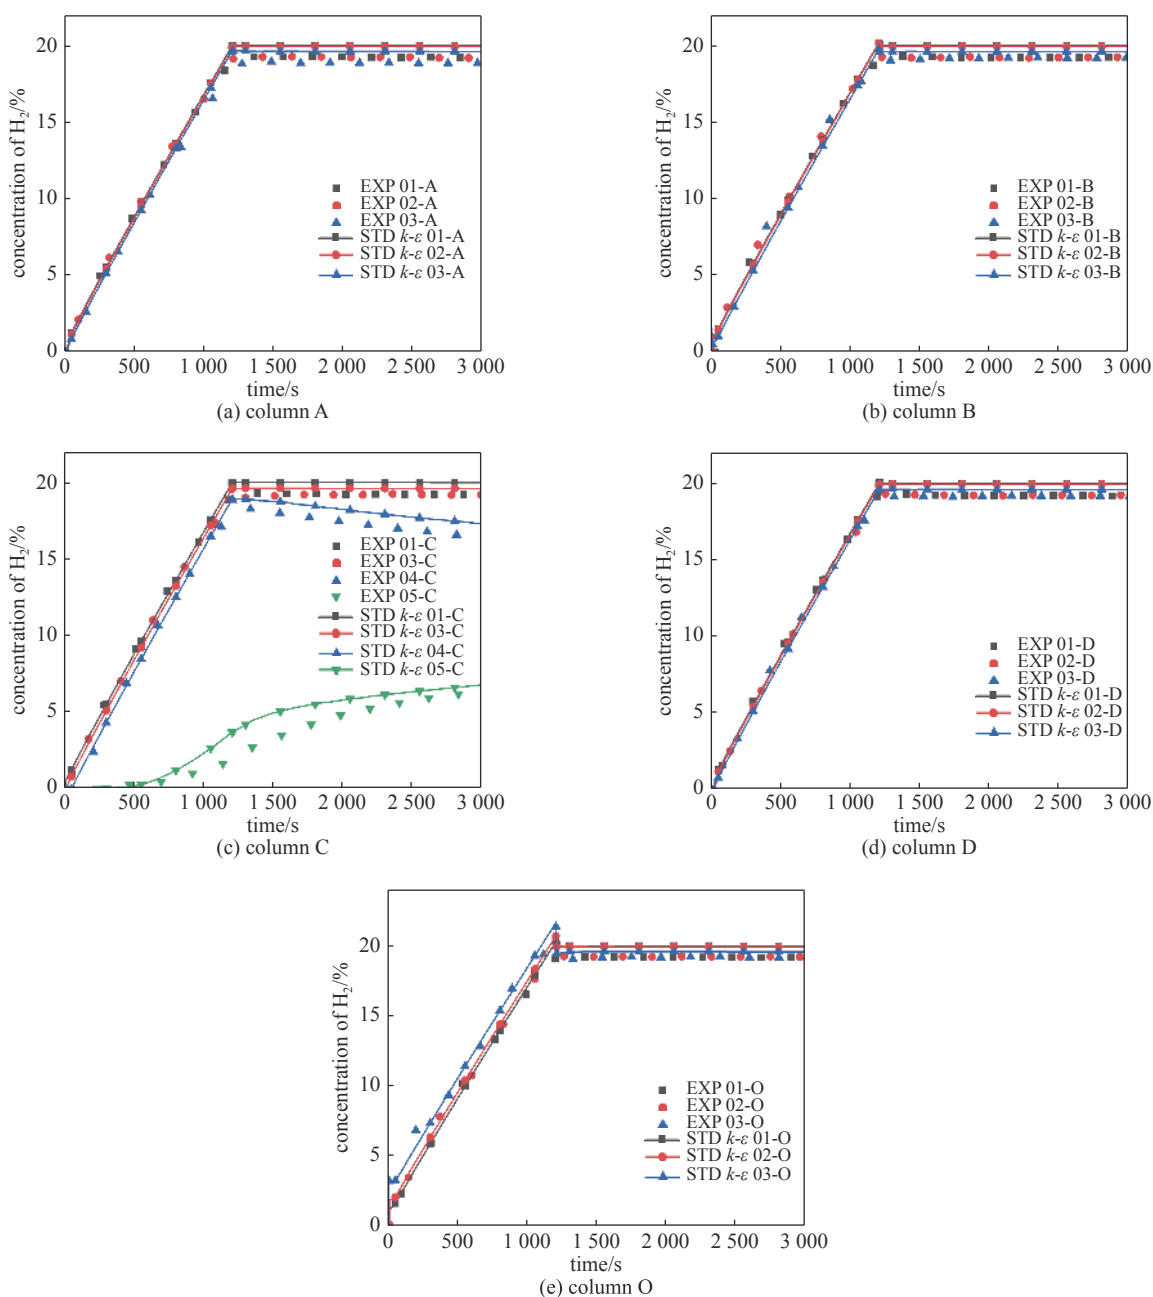 concentration of H2/%
20
15
10
5
0
EXP 01-A
EXP 02-A
EXP 03-A
STD k-ε 01-A
STD k-ε 02-A
STD k-ε 03-A
0 500 1 000 1 500 2 000 2 500 3 000
time/s
(a) column A
concentration of H2/%
20
15
10
5
0
EXP 01-B
EXP 02-B
EXP 03-B
STD k-ε 01-B
STD k-ε 02-B
STD k-ε 03-B
0 500 1 000 1 500 2 000 2 500 3 000
time/s
(b) column B
concentration of H2/%
20
15
10
5
0
EXP 01-C
EXP 03-C
EXP 04-C
EXP 05-C
STD k-ε 01-C
STD k-ε 03-C
STD k-ε 04-C
STD k-ε 05-C
0 500 1 000 1 500 2 000 2 500 3 000
time/s
(c) column C
concentration of H2/%
20
15
10
5
0
EXP 01-D
EXP 02-D
EXP 03-D
STD k-ε 01-D
STD k-ε 02-D
STD k-ε 03-D
0 500 1 000 1 500 2 000 2 500 3 000
time/s
(d) column D
concentration of H2/%
20
15
10
5
0
EXP 01-O
EXP 02-O
EXP 03-O
STD k-ε 01-O
STD k-ε 02-O
STD k-ε 03-O
0 500 1 000 1 500 2 000 2 500 3 000
time/s
(e) column O